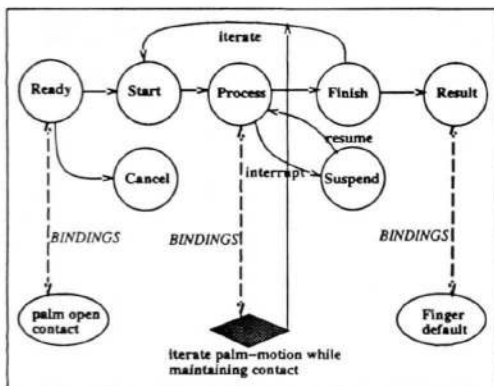 iterate
Ready
Start
Process
Finish
Result
resume
Cancel
interrupt
Suspend
BINDINGS
BINDINGS
BINDINGS
palm open
contact
Finger
default
iterate palm-motion while
maintaining contact